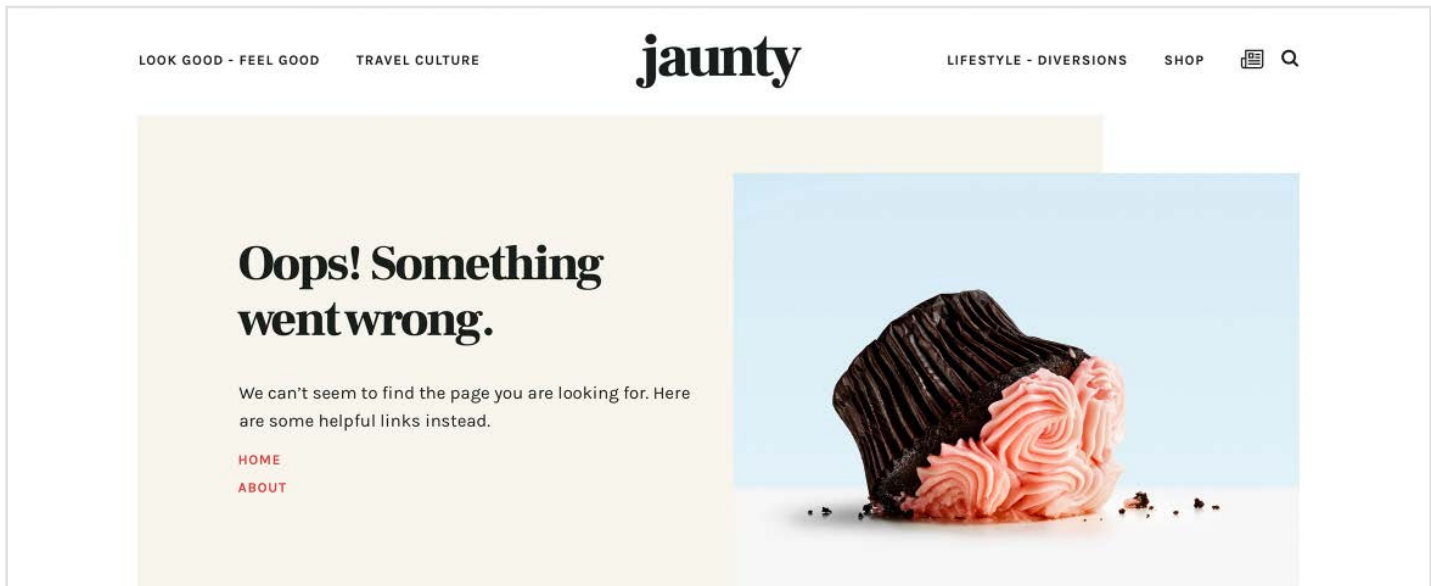 LOOK GOOD - FEEL GOOD
TRAVEL CULTURE
jaunty
LIFESTYLE - DIVERSIONS
SHOP
Oops! Something
went wrong.
We can’t seem to find the page you are looking for. Here
are some helpful links instead.
HOME
ABOUT